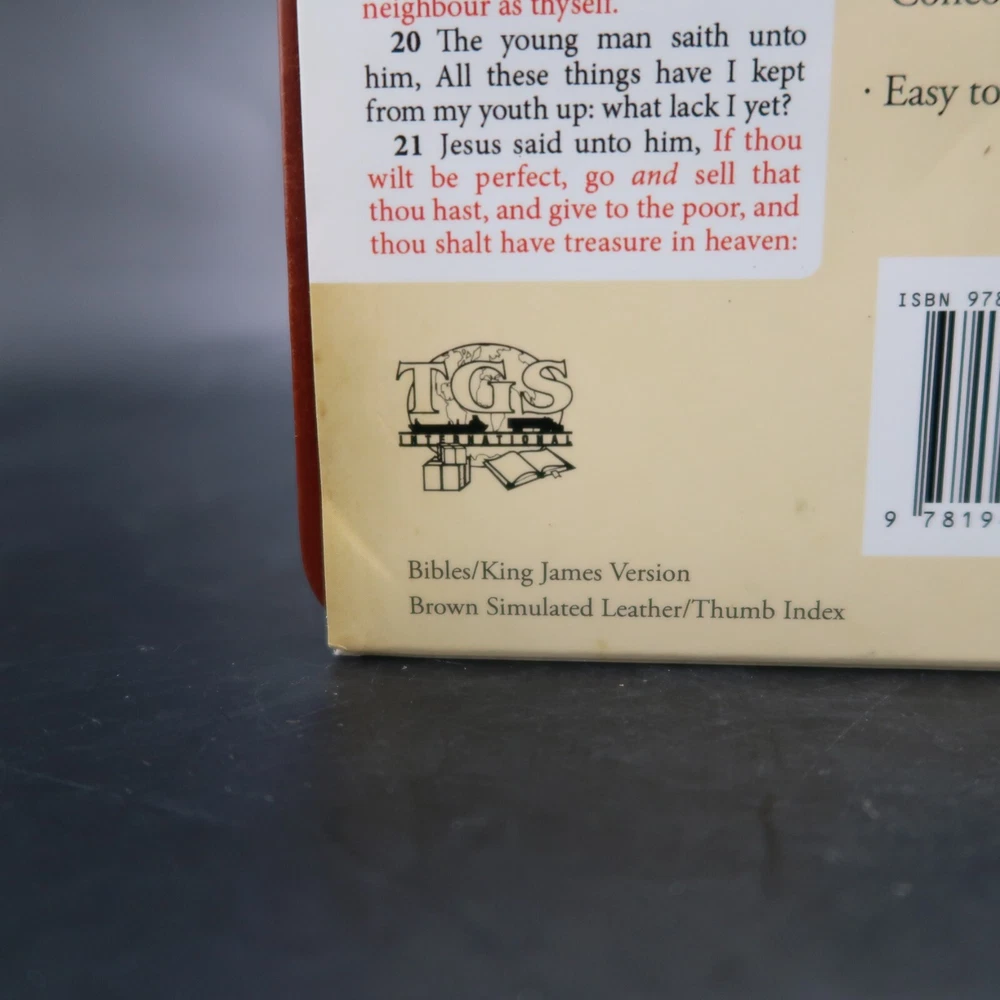 neighbour as thyself.
20 The young man saith unto
him, All these things have I kept
from my youth up: what lack I yet?
21 Jesus said unto him, If thou
wilt be perfect, go and sell that
thou hast, and give to the poor, and
thou shalt have treasure in heaven:
· Easy to
ISBN 978
9 7819
TGS
INTERNATIONAL
Bibles/King James Version
Brown Simulated Leather/Thumb Index